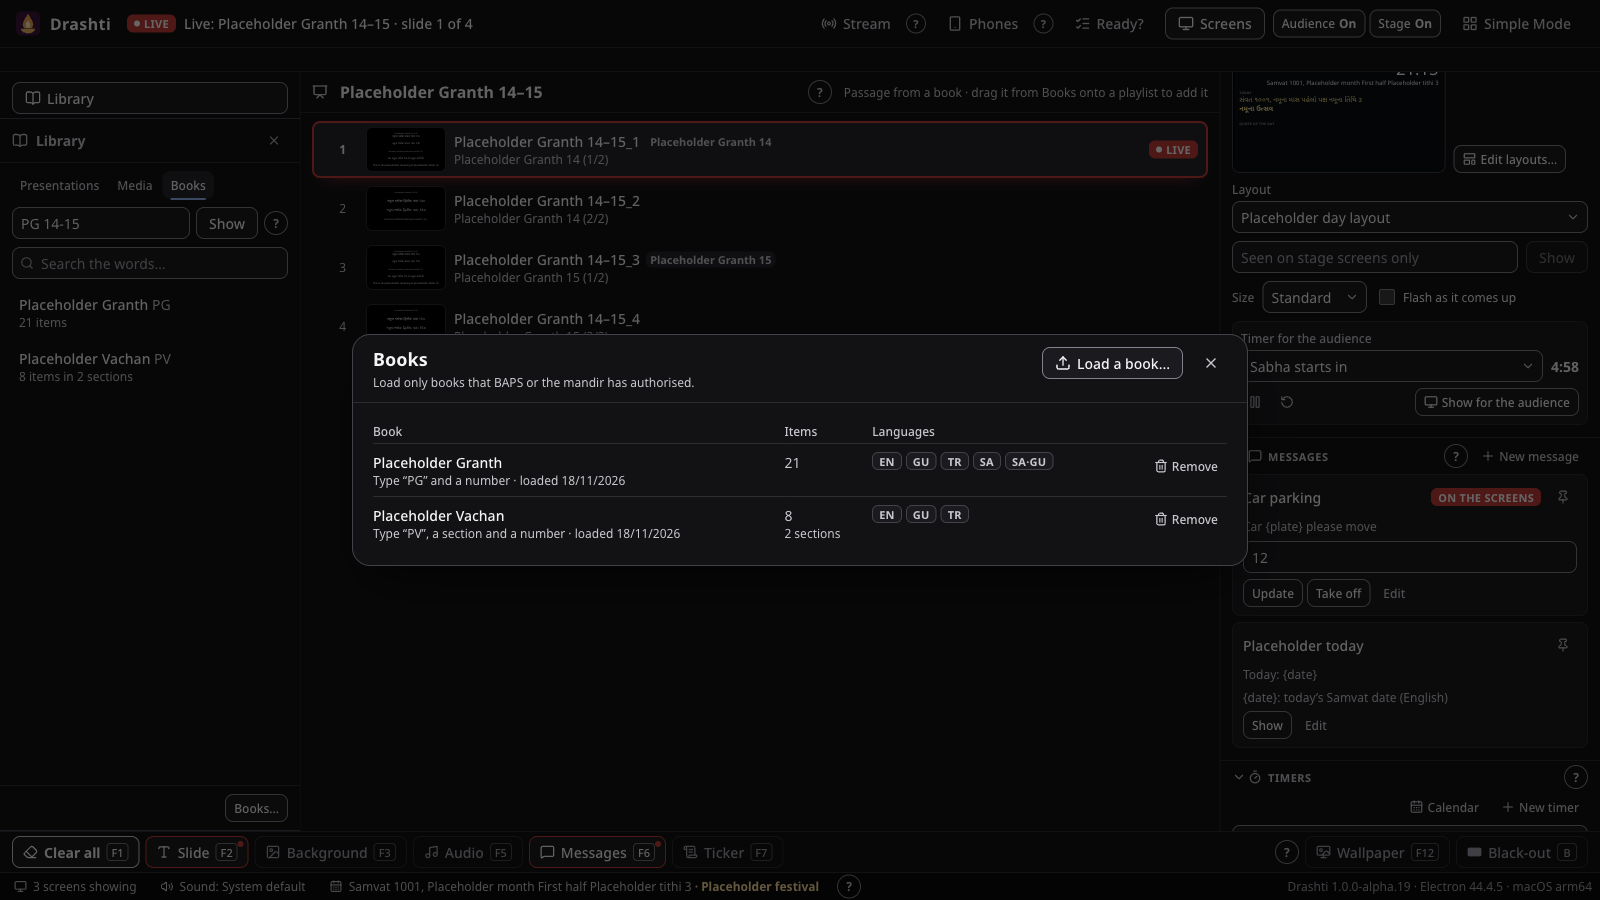 Drashti
LIVE
Live: Placeholder Granth 14–15 · slide 1 of 4
Stream
?
Phones
?
Ready?
Screens
Audience On
Stage On
Simple Mode
Library
Library
Presentations
Media
Books
PG 14-15
Show
?
Search the words...
Placeholder Granth PG
21 items
Placeholder Vachan PV
8 items in 2 sections
Books...
Placeholder Granth 14–15
?
Passage from a book · drag it from Books onto a playlist to add it
1
Placeholder Granth 14–15_1
Placeholder Granth 14
Placeholder Granth 14 (1/2)
LIVE
2
Placeholder Granth 14–15_2
Placeholder Granth 14 (2/2)
3
Placeholder Granth 14–15_3
Placeholder Granth 15
Placeholder Granth 15 (1/2)
4
Placeholder Granth 14–15_4
Books
Load only books that BAPS or the mandir has authorised.
Load a book...
Book
Items
Languages
Placeholder Granth
Type “PG” and a number · loaded 18/11/2026
21
EN GU TR SA SA-GU
Remove
Placeholder Vachan
Type “PV”, a section and a number · loaded 18/11/2026
8
2 sections
EN GU TR
Remove
Samvat 1001, Placeholder month First half Placeholder tithi 3
Edit layouts...
Layout
Placeholder day layout
Seen on stage screens only
Show
Size
Standard
Flash as it comes up
Timer for the audience
Sabha starts in
4:58
Show for the audience
MESSAGES
?
New message
Car parking
ON THE SCREENS
Car {plate} please move
12
Update
Take off
Edit
Placeholder today
Today: {date}
{date}: today’s Samvat date (English)
Show
Edit
TIMERS
?
Calendar
New timer
Clear all F1
Slide F2
Background F3
Audio F5
Messages F6
Ticker F7
?
Wallpaper F12
Black-out B
3 screens showing
Sound: System default
Samvat 1001, Placeholder month First half Placeholder tithi 3 · Placeholder festival
?
Drashti 1.0.0-alpha.19 · Electron 44.4.5 · macOS arm64